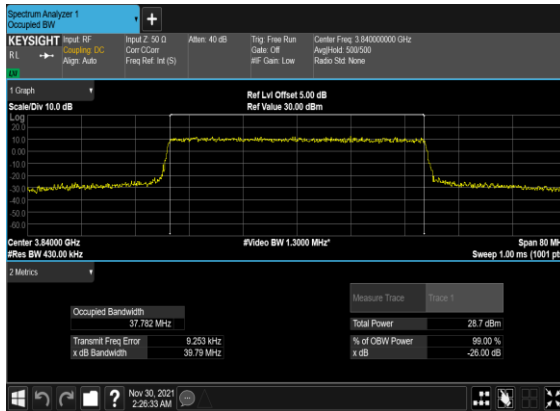 Spectrum Analyzer 1
Occupied BW
+
KEYSIGHT Input: RF Input Z: 50 Ω Atten: 40 dB Trig: Free Run Center Freq: 3.840000000 GHz
RL Coupling: DC Corr CCorr Gate: Off Avg|Hold: 500/500
Align: Auto Freq Ref: Int (S) #IF Gain: Low Radio Std: None
LXI
1 Graph
Ref Lvl Offset 5.00 dB
Scale/Div 10.0 dB Ref Value 30.00 dBm
Log
20.0
10.0
0.00
-10.0
-20.0
-30.0
-40.0
-50.0
-60.0
Center 3.84000 GHz #Video BW 1.3000 MHz* Span 80 MH
#Res BW 430.00 kHz Sweep 1.00 ms (1001 pt
2 Metrics
Measure Trace Trace 1
Occupied Bandwidth
37.782 MHz Total Power 28.7 dBm
Transmit Freq Error 9.253 kHz % of OBW Power 99.00 %
x dB Bandwidth 39.79 MHz x dB -26.00 dB
? Nov 30, 2021
2:26:33 AM